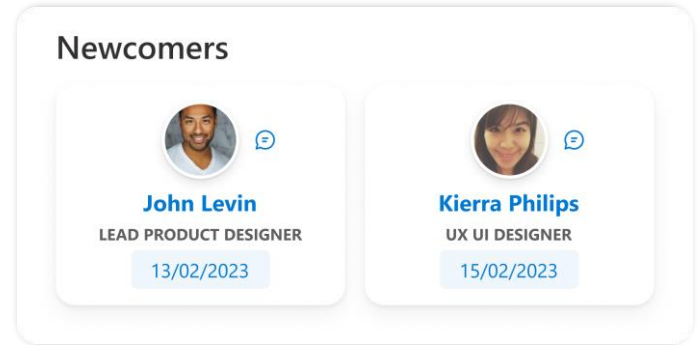 Newcomers
John Levin
LEAD PRODUCT DESIGNER
13/02/2023
Kierra Philips
UX UI DESIGNER
15/02/2023